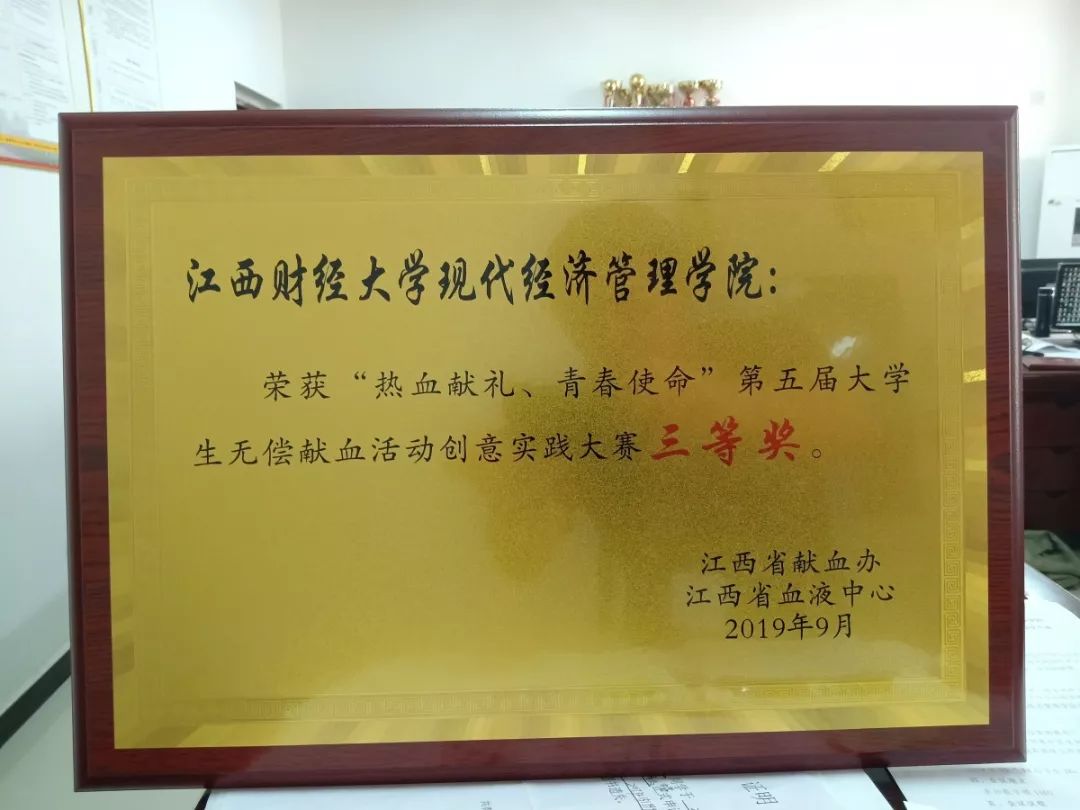 江西财经大学现代经济管理学院：
荣获“热血献礼、青春使命”第五届大学
生无偿献血活动创意实践大赛三等奖。
江西省献血办
江西省血液中心
2019年9月
证明